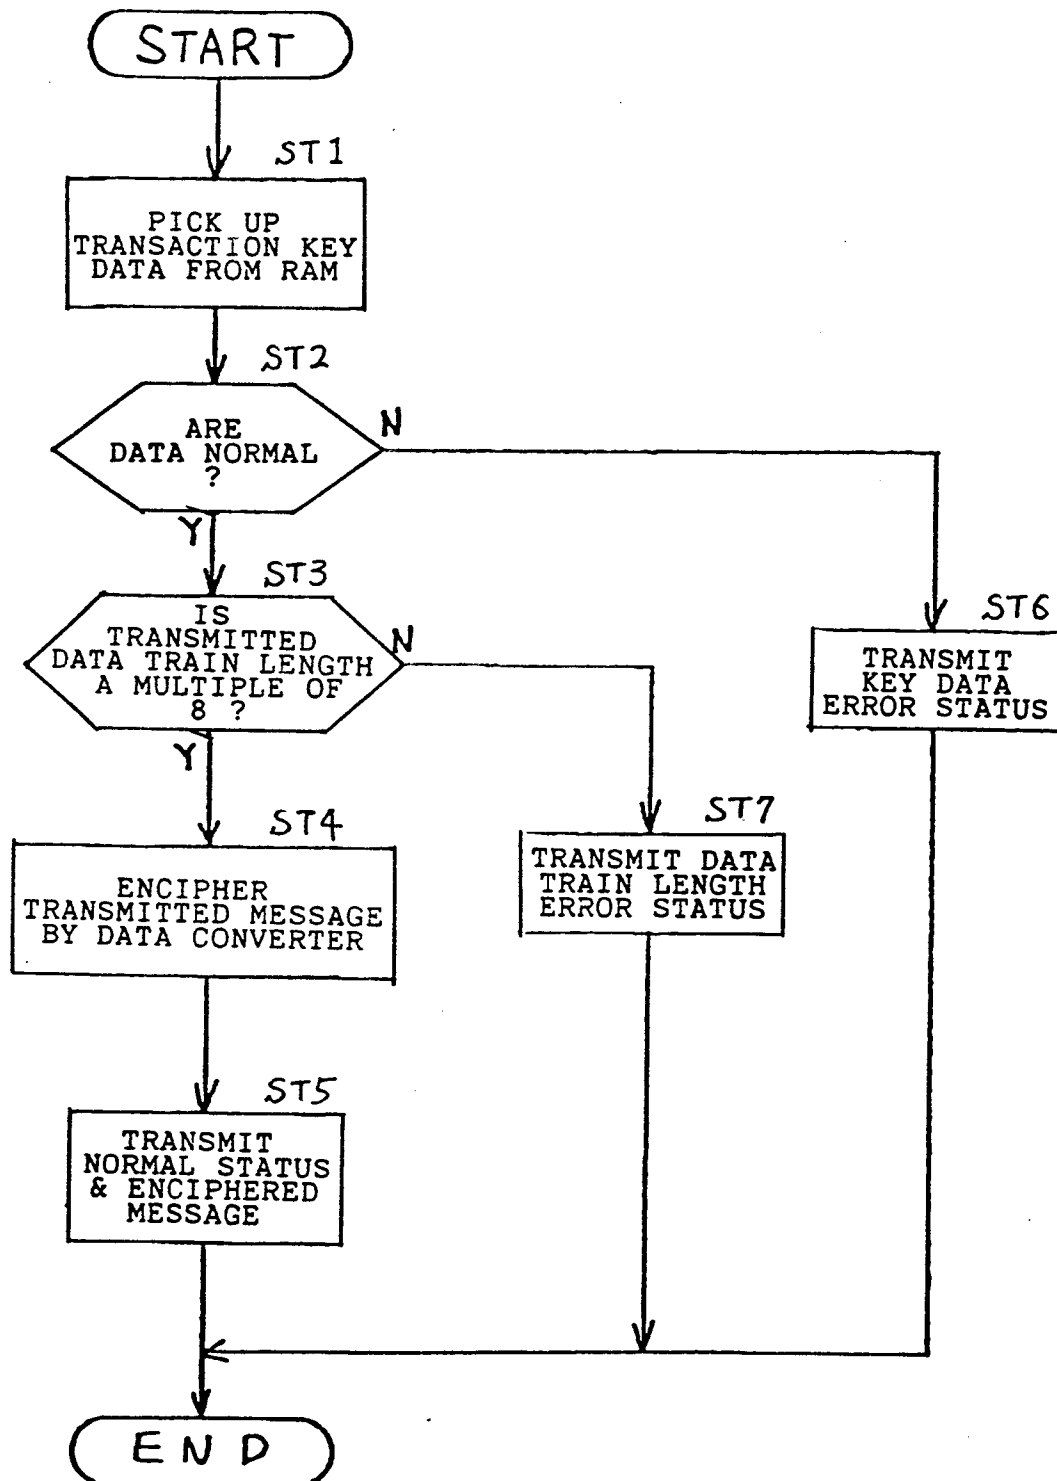 START
ST1
PICK UP
TRANSACTION KEY
DATA FROM RAM
ST2
ARE
DATA NORMAL
?
N
Y
ST3
IS
TRANSMITTED
DATA TRAIN LENGTH
A MULTIPLE OF
8 ?
N
Y
ST6
TRANSMIT
KEY DATA
ERROR STATUS
ST4
ENCIPHER
TRANSMITTED MESSAGE
BY DATA CONVERTER
ST7
TRANSMIT DATA
TRAIN LENGTH
ERROR STATUS
ST5
TRANSMIT
NORMAL STATUS
& ENCIPHERED
MESSAGE
END